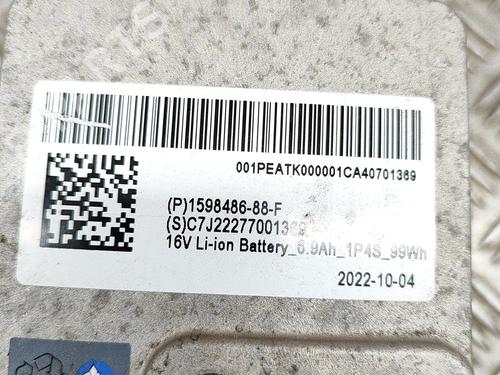 001PEATK000001CA40701369
(P)1598486-88-F
(S)C7J22277001369
16V Li-ion Battery_6.9Ah_1P4S_99Wh
2022-10-04